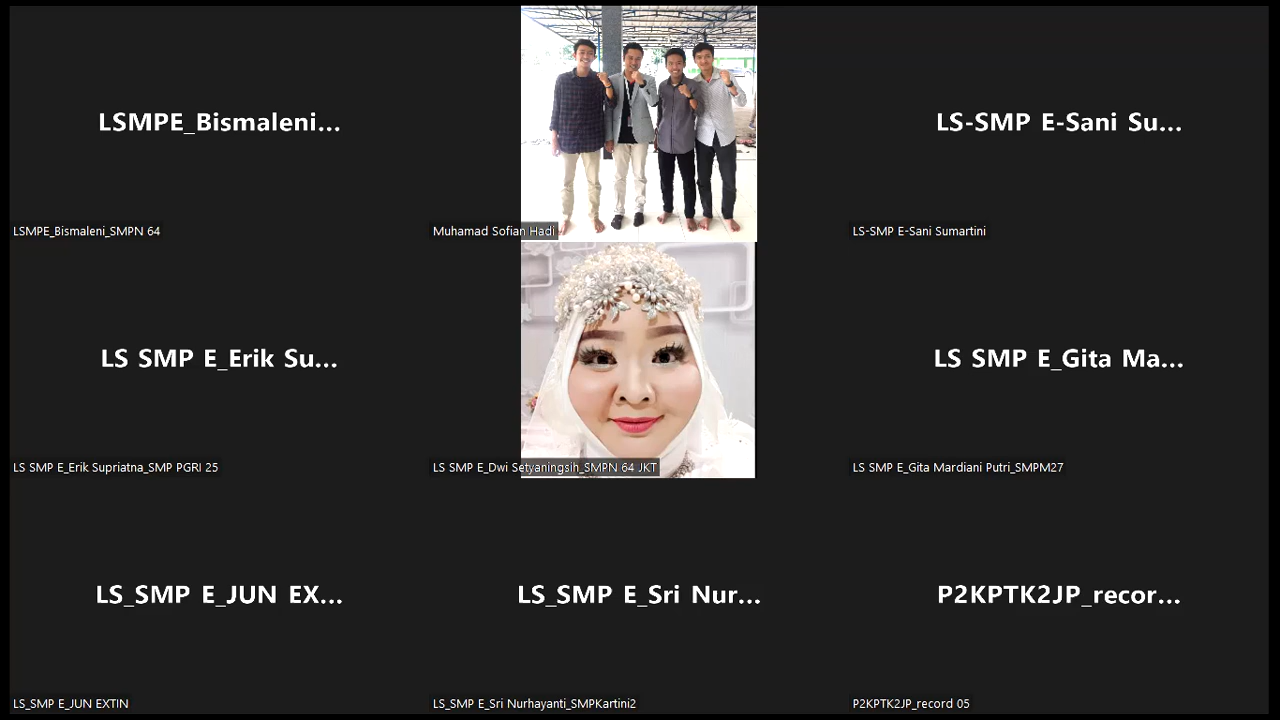 LSMPE_Bismaleni...
LS-SMP E-Sani Su...
LSMPE_Bismaleni_SMPN 64
Muhamad Sofian Hadi
LS-SMP E-Sani Sumartini
LS SMP E_Erik Su...
LS SMP E_Gita Ma...
LS SMP E_Erik Supriatna_SMP PGRI 25
LS SMP E_Dwi Setyaningsih_SMPN 64 JKT
LS SMP E_Gita Mardiani Putri_SMPM27
LS_SMP E_JUN EX...
LS_SMP E_Sri Nur...
P2KPTK2JP_recor...
LS_SMP E_JUN EXTIN
LS_SMP E_Sri Nurhayanti_SMPKartini2
P2KPTK2JP_record 05